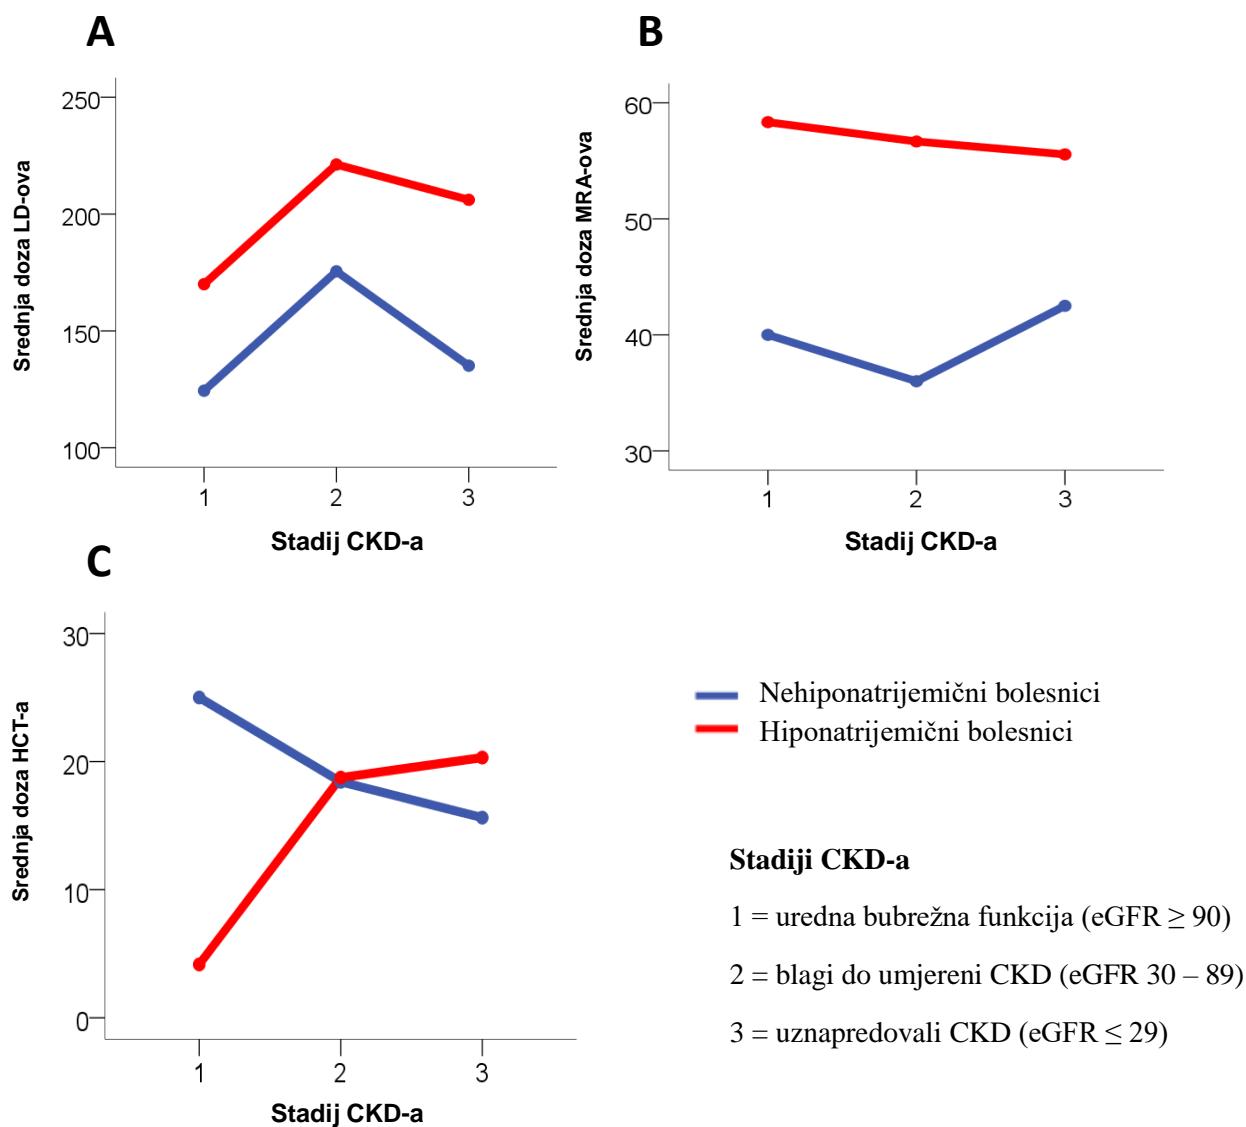 A
250
200
150
100
Srednja doza LD-ova
1 2 3
Stadij CKD-a
B
60
50
40
30
Srednja doza MRA-ova
1 2 3
Stadij CKD-a
C
30
20
10
0
Srednja doza HCT-a
1 2 3
Stadij CKD-a
Nehiponatrijemični bolesnici
Hiponatrijemični bolesnici
Stadiji CKD-a
1 = uredna bubrežna funkcija (eGFR ≥ 90)
2 = blagi do umjereni CKD (eGFR 30 – 89)
3 = uznapredovali CKD (eGFR ≤ 29)